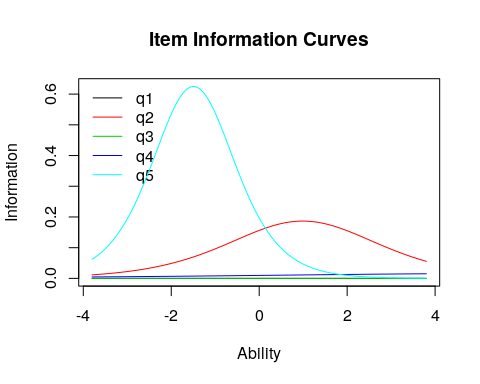 Item Information Curves
Information
0.6
0.4
0.2
0.0
q1
q2
q3
q4
q5
-4
-2
0
2
4
Ability